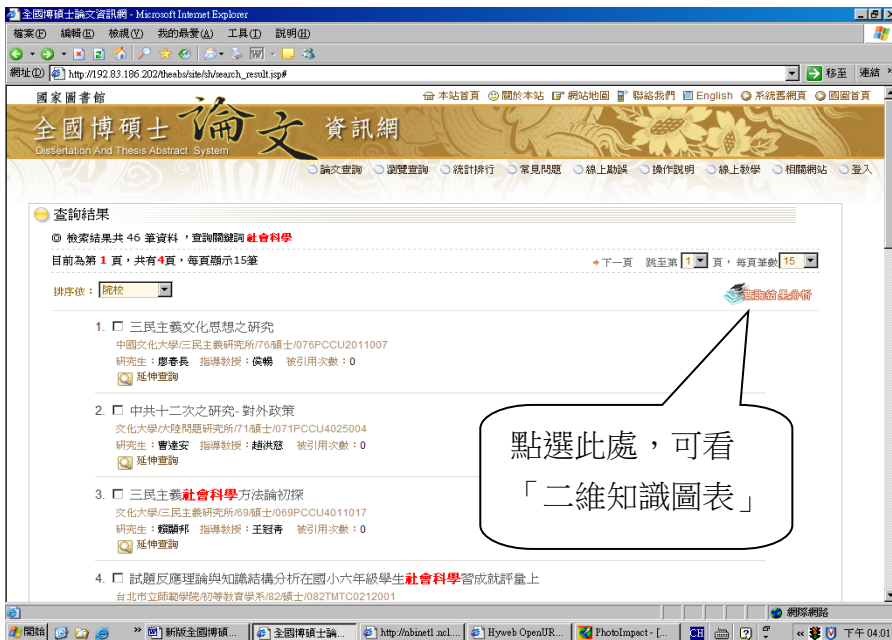 全國博碩士論文資訊網 - Microsoft Internet Explorer
檔案(F) 編輯(E) 檢視(V) 我的最愛(A) 工具(T) 說明(H)
網址(D) http://192.83.186.202/theabs/site/sh/search_result.jsp# 移至 連結 »
國家圖書館 本站首頁 關於本站 網站地圖 聯絡我們 English 系統舊網頁 國圖首頁
全國博碩士論文資訊網
Dissertation And Thesis Abstract System
論文查詢 瀏覽查詢 統計排行 常見問題 線上勘誤 操作說明 線上教學 相關網站 登入
查詢結果
◎ 檢索結果共 46 筆資料，查詢關鍵詞 社會科學
目前為第 1 頁，共有4頁，每頁顯示15筆 下一頁 跳至第 1 頁，每頁筆數 15
排序依： 院校 查詢結果分析
1. 三民主義文化思想之研究
中國文化大學/三民主義研究所/76/碩士/076PCCU2011007
研究生：廖春長 指導教授：侯暢 被引用次數：0
延伸查詢
2. 中共十二次之研究- 對外政策
文化大學/大陸問題研究所/71/碩士/071PCCU4025004
研究生：曹達安 指導教授：趙洪慈 被引用次數：0
延伸查詢
點選此處，可看
「二維知識圖表」
3. 三民主義社會科學方法論初探
文化大學/三民主義研究所/69/碩士/069PCCU4011017
研究生：賴顯邦 指導教授：王冠青 被引用次數：0
延伸查詢
4. 試題反應理論與知識結構分析在國小六年級學生社會科學習成就評量上
台北市立師範學院/初等教育學系/82/碩士/082TMTC0212001
網際網路
開始 » 新版全國博碩... 全國博碩士論... http://nbinet1.ncl.... Hyweb OpenUR... PhotoImpact - [... CH « 下午 04:01